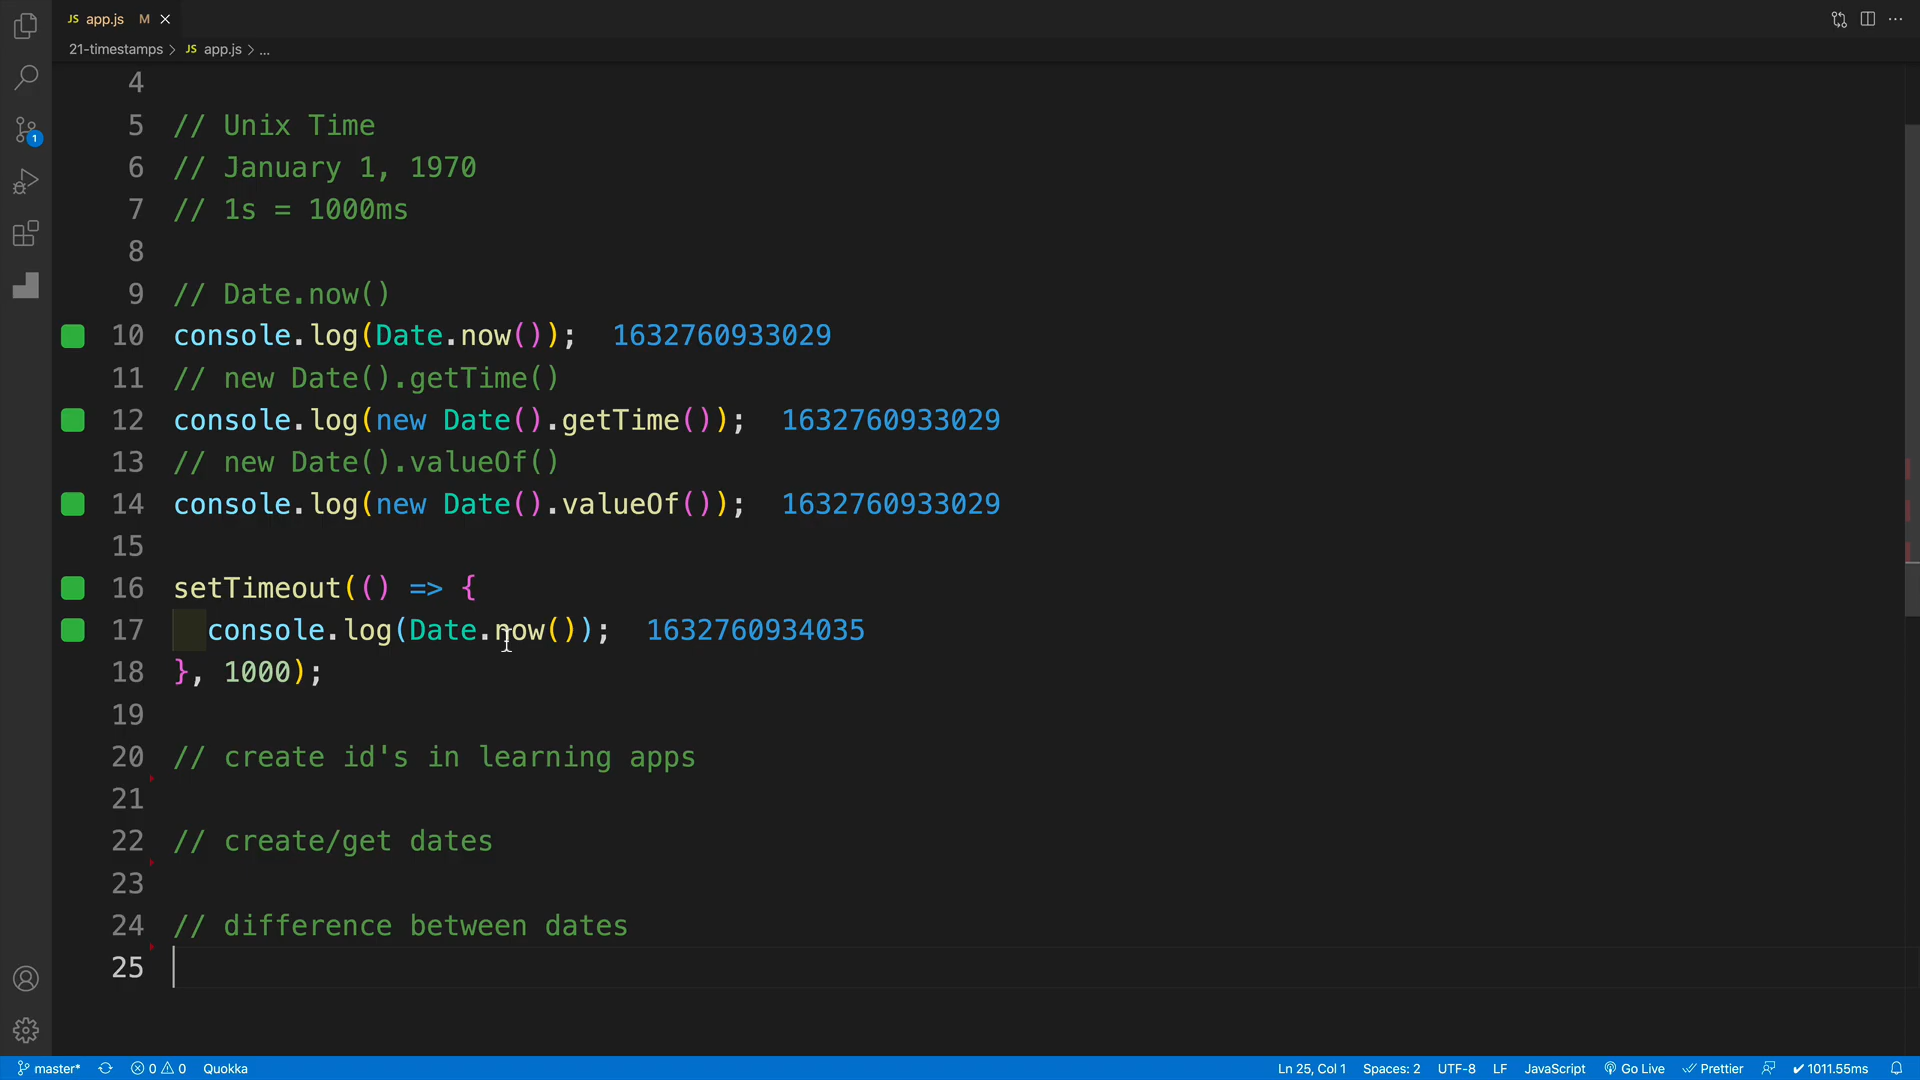 JS app.js M
21-timestamps > JS app.js > ...
4
5 // Unix Time
6 // January 1, 1970
7 // 1s = 1000ms
8
9 // Date.now()
10 console.log(Date.now()); 1632760933029
11 // new Date().getTime()
12 console.log(new Date().getTime()); 1632760933029
13 // new Date().valueOf()
14 console.log(new Date().valueOf()); 1632760933029
15
16 setTimeout(() => {
17 console.log(Date.now()); 1632760934035
18 }, 1000);
19
20 // create id's in learning apps
21
22 // create/get dates
23
24 // difference between dates
25
1
master* 0 0 Quokka Ln 25, Col 1 Spaces: 2 UTF-8 LF JavaScript Go Live Prettier 1011.55ms